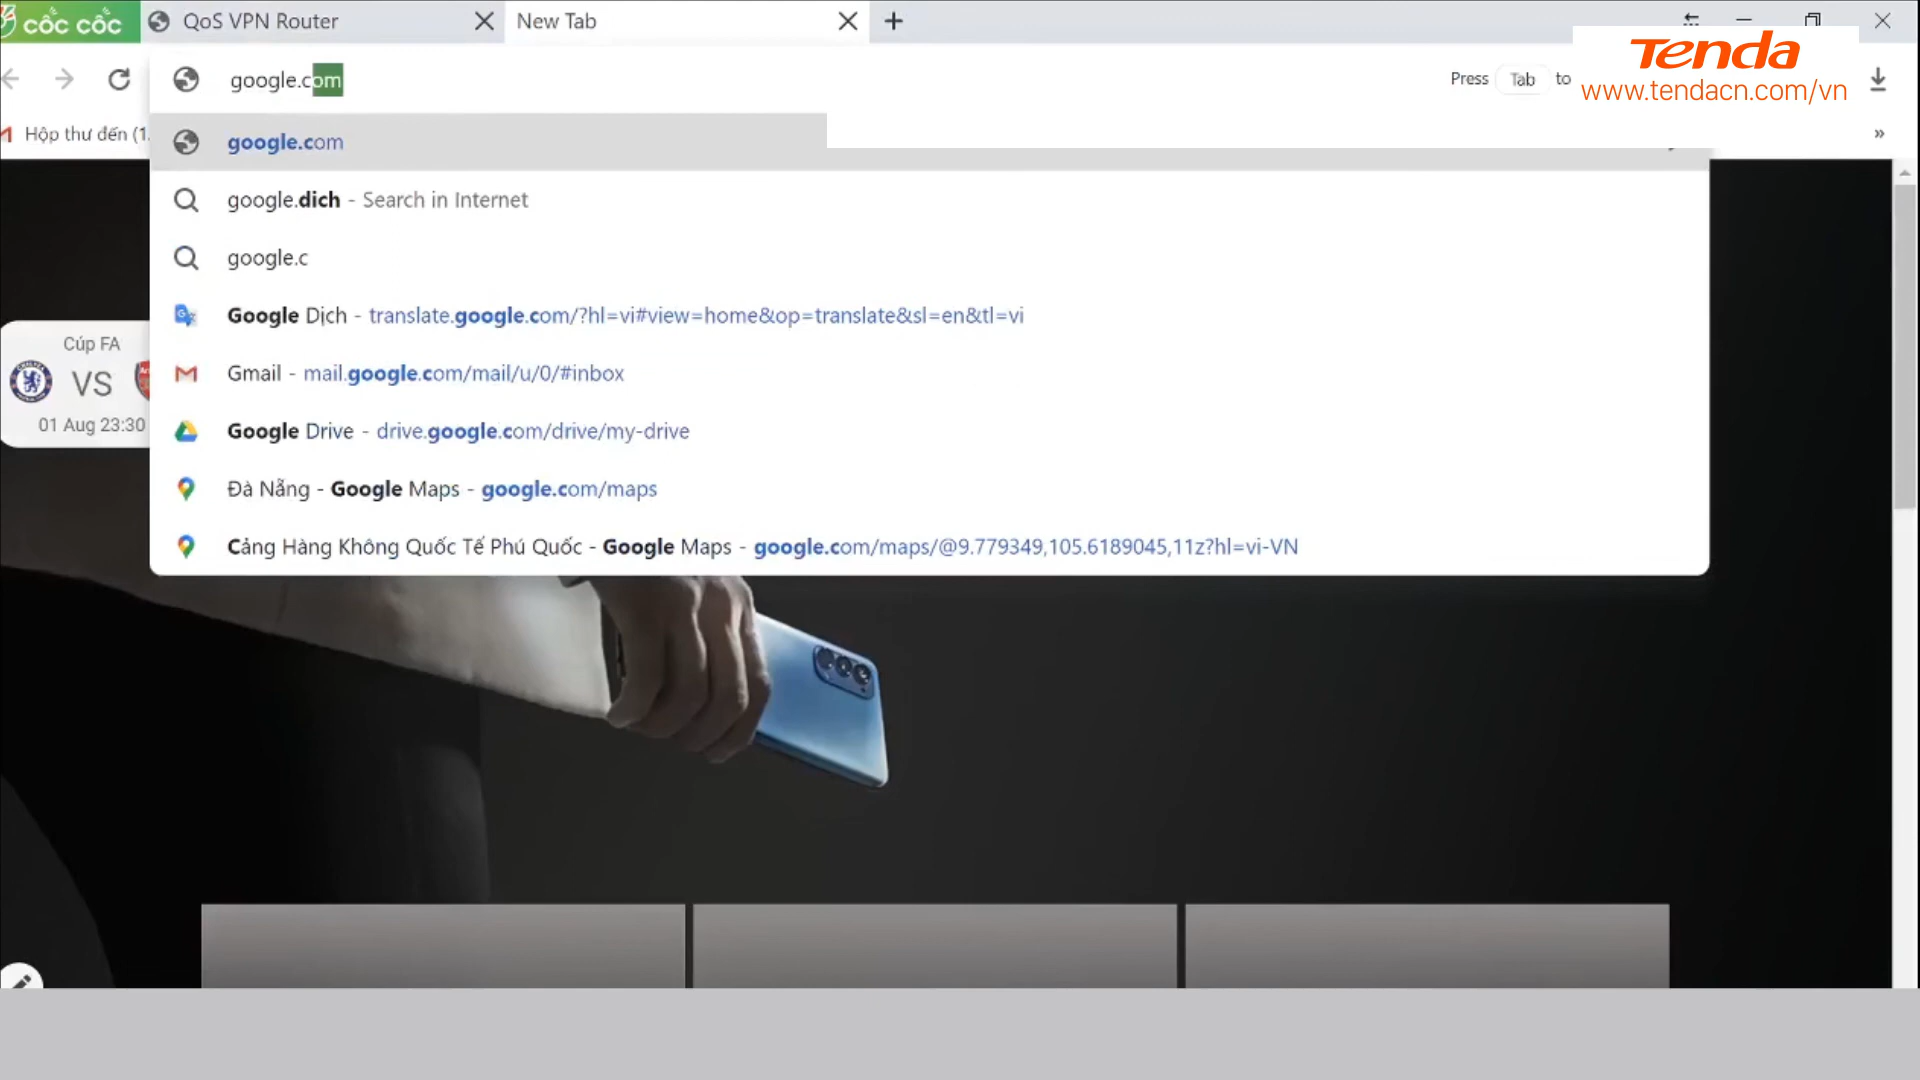 cốc cốc
QoS VPN Router
New Tab
Tenda
www.tendacn.com/vn
google.com
Press Tab to
Hộp thư đến (1.
»
google.com
google.dich - Search in Internet
google.c
Google Dịch - translate.google.com/?hl=vi#view=home&op=translate&sl=en&tl=vi
Gmail - mail.google.com/mail/u/0/#inbox
Google Drive - drive.google.com/drive/my-drive
Đà Nẵng - Google Maps - google.com/maps
Cảng Hàng Không Quốc Tế Phú Quốc - Google Maps - google.com/maps/@9.779349,105.6189045,11z?hl=vi-VN
Cúp FA
VS
01 Aug 23:30